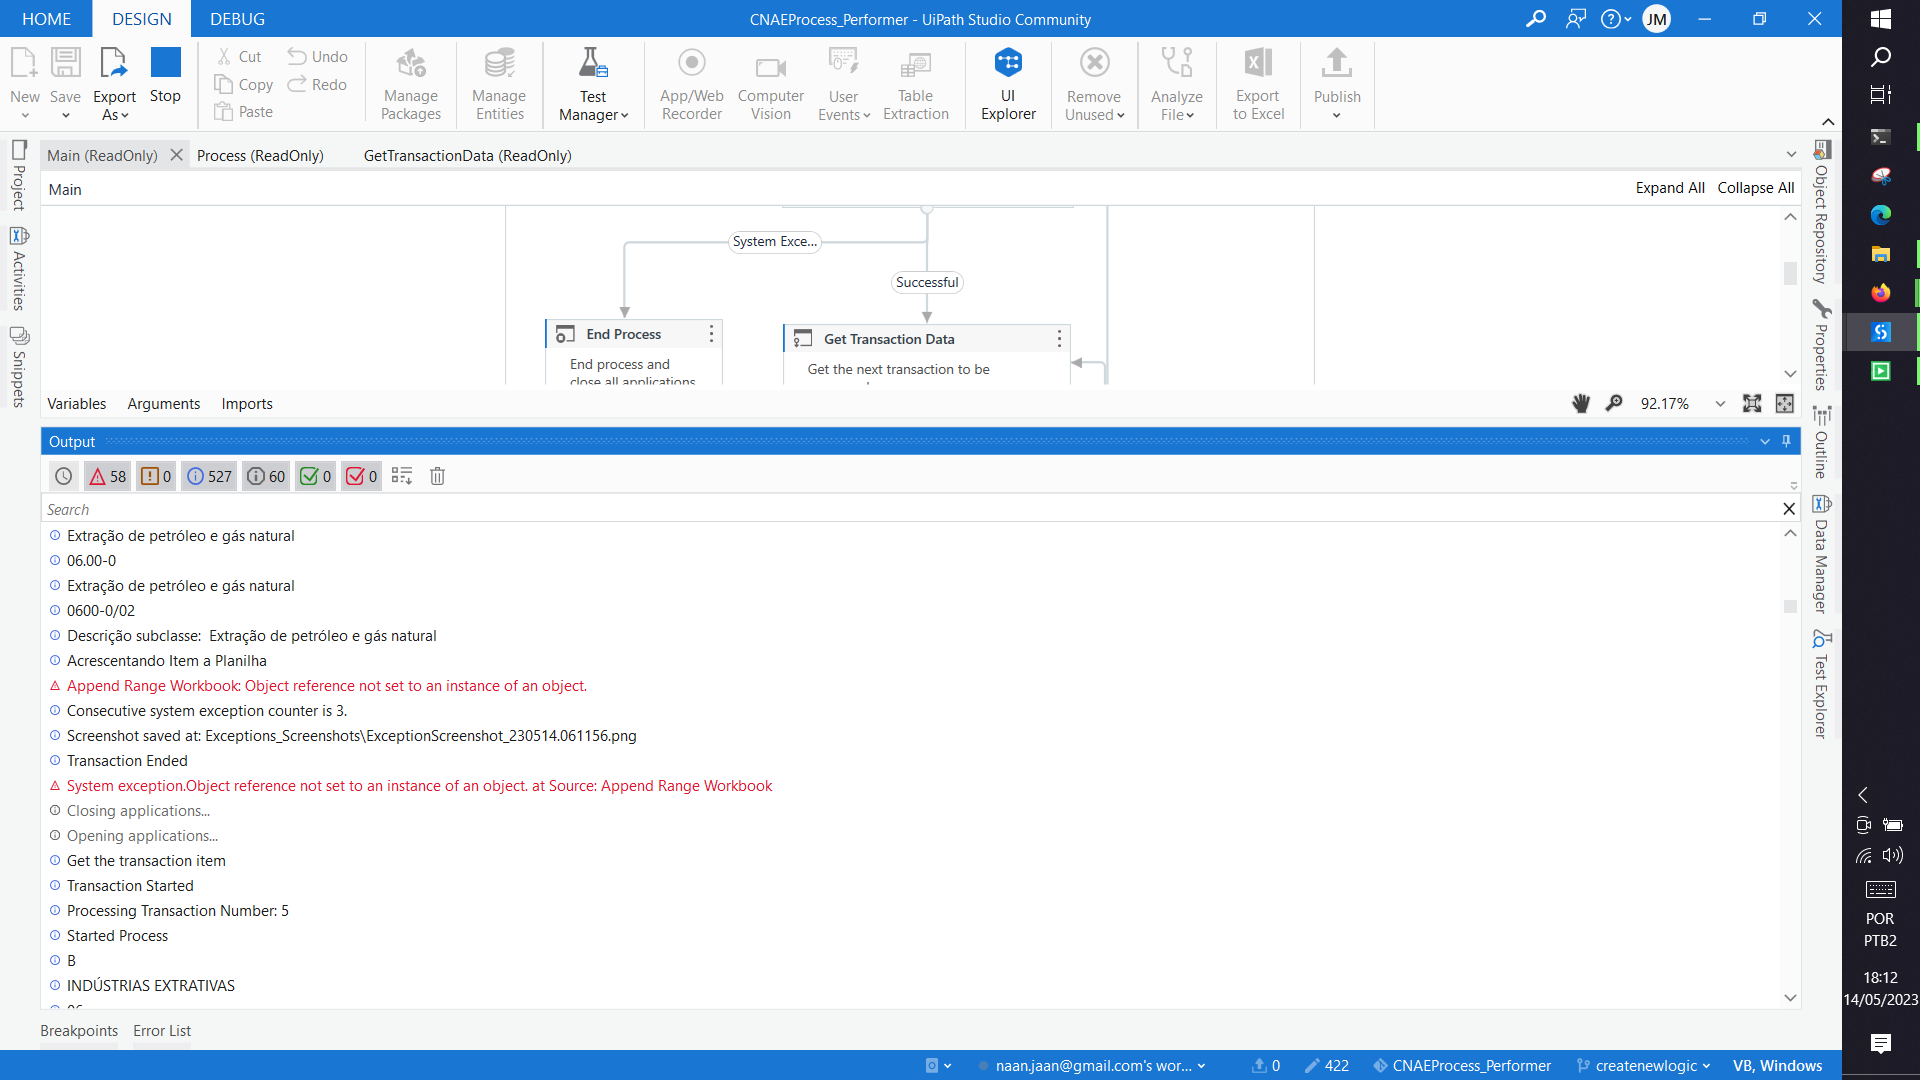 HOME DESIGN DEBUG
CNAEProcess_Performer - UiPath Studio Community
JM
New
Save
Export
As
Stop
Cut
Copy
Paste
Undo
Redo
Manage
Packages
Manage
Entities
Test
Manager
App/Web
Recorder
Computer
Vision
User
Events
Table
Extraction
UI
Explorer
Remove
Unused
Analyze
File
Export
to Excel
Publish
Main (ReadOnly) Process (ReadOnly) GetTransactionData (ReadOnly)
Main
Expand All Collapse All
Project
Activities
Snippets
System Exce...
Successful
End Process
End process and
close all applications
Get Transaction Data
Get the next transaction to be
Variables Arguments Imports
92.17%
Output
58 0 527 60 0 0
Search
Extração de petróleo e gás natural
06.00-0
Extração de petróleo e gás natural
0600-0/02
Descrição subclasse:  Extração de petróleo e gás natural
Acrescentando Item a Planilha
Append Range Workbook: Object reference not set to an instance of an object.
Consecutive system exception counter is 3.
Screenshot saved at: Exceptions_Screenshots\ExceptionScreenshot_230514.061156.png
Transaction Ended
System exception.Object reference not set to an instance of an object. at Source: Append Range Workbook
Closing applications...
Opening applications...
Get the transaction item
Transaction Started
Processing Transaction Number: 5
Started Process
B
INDÚSTRIAS EXTRATIVAS
Breakpoints Error List
naan.jaan@gmail.com's wor... 0 422 CNAEProcess_Performer createnewlogic VB, Windows
Object Repository
Properties
Outline
Data Manager
Test Explorer
POR
PTB2
18:12
14/05/2023